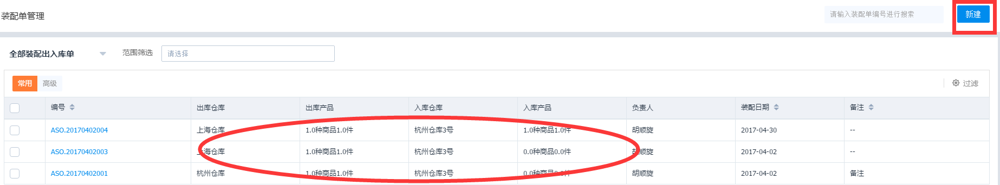 装配单管理
请输入装配单编号进行搜索 新建
全部装配出入库单 范围筛选 请选择
常用 高级 过滤
编号 出库仓库 出库产品 入库仓库 入库产品 负责人 装配日期 备注
ASO.20170402004 上海仓库 1.0种商品1.0件 杭州仓库3号 1.0种商品1.0件 胡顺旋 2017-04-30 --
ASO.20170402003 上海仓库 1.0种商品1.0件 杭州仓库3号 0.0种商品0.0件 胡顺旋 2017-04-02 --
ASO.20170402001 杭州仓库 1.0种商品1.0件 杭州仓库3号 0.0种商品0.0件 胡顺旋 2017-04-02 备注